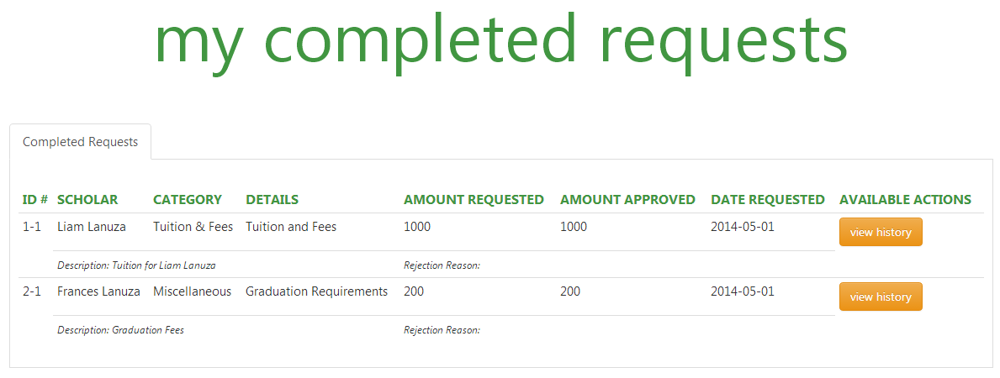 my completed requests
Completed Requests
ID # SCHOLAR CATEGORY DETAILS AMOUNT REQUESTED AMOUNT APPROVED DATE REQUESTED AVAILABLE ACTIONS
1-1 Liam Lanuza Tuition & Fees Tuition and Fees 1000 1000 2014-05-01 view history
Description: Tuition for Liam Lanuza Rejection Reason:
2-1 Frances Lanuza Miscellaneous Graduation Requirements 200 200 2014-05-01 view history
Description: Graduation Fees Rejection Reason: